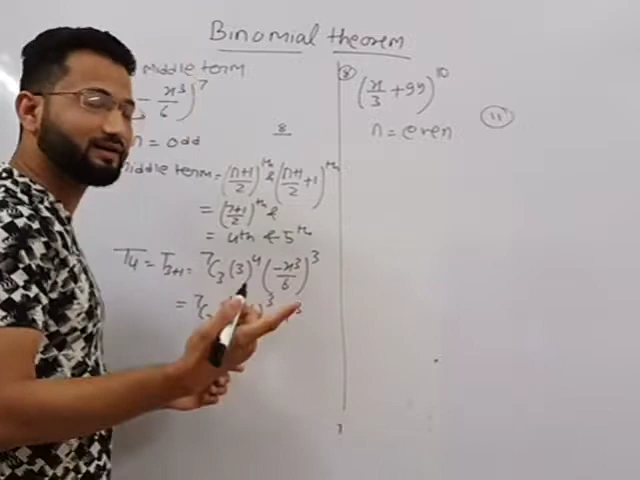 Binomial theorem
middle term
- x³/6)⁷
n = odd
8
middle term = (n+1/2)ᵗʰ & (n+1/2 +1)ᵗʰ
= (7+1/2)ᵗʰ &
= 4th & 5ᵗʰ
T₄ = T₃₊₁ = ⁷C₃ (3)⁴ (-x³/6)³
= ⁷C
8 (x/3 + 9y)¹⁰
n = even
11